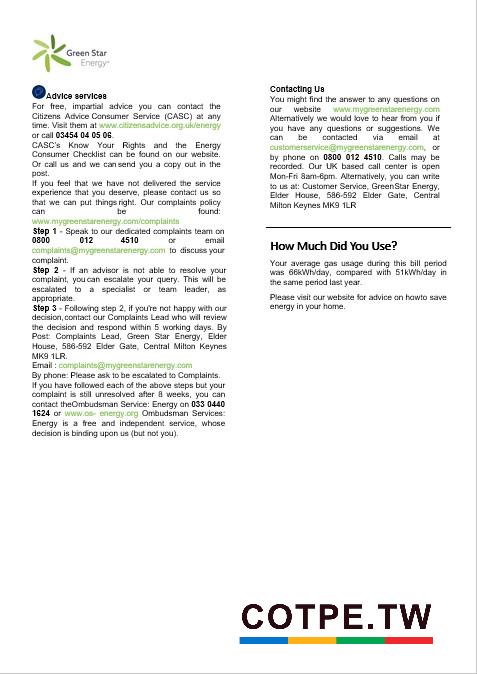 Green Star
Energy
Advice services
For free, impartial advice you can contact the
Citizens Advice Consumer Service (CASC) at any
time. Visit them at www.citizensadvice.org.uk/energy
or call 03454 04 05 06.
CASC's Know Your Rights and the Energy
Consumer Checklist can be found on our website.
Or call us and we can send you a copy out in the
post.
If you feel that we have not delivered the service
experience that you deserve, please contact us so
that we can put things right. Our complaints policy
can be found:
www.mygreenstarenergy.com/complaints
Step 1 - Speak to our dedicated complaints team on
0800 012 4510 or email
complaints@mygreenstarenergy.com to discuss your
complaint.
Step 2 - If an advisor is not able to resolve your
complaint, you can escalate your query. This will be
escalated to a specialist or team leader, as
appropriate.
Step 3 - Following step 2, if you're not happy with our
decision,contact our Complaints Lead who will review
the decision and respond within 5 working days. By
Post: Complaints Lead, Green Star Energy, Elder
House, 586-592 Elder Gate, Central Milton Keynes
MK9 1LR.
Email : complaints@mygreenstarenergy.com
By phone: Please ask to be escalated to Complaints.
If you have followed each of the above steps but your
complaint is still unresolved after 8 weeks, you can
contact theOmbudsman Service: Energy on 033 0440
1624 or www.os- energy.org Ombudsman Services:
Energy is a free and independent service, whose
decision is binding upon us (but not you).
Contacting Us
You might find the answer to any questions on
our website www.mygreenstarenergy.com
Alternatively we would love to hear from you if
you have any questions or suggestions. We
can be contacted via email at
customerservice@mygreenstarenergy.com, or
by phone on 0800 012 4510. Calls may be
recorded. Our UK based call center is open
Mon-Fri 8am-6pm. Alternatively, you can write
to us at: Customer Service, GreenStar Energy,
Elder House, 586-592 Elder Gate, Central
Milton Keynes MK9 1LR
How Much Did You Use?
Your average gas usage during this bill period
was 66kWh/day, compared with 51kWh/day in
the same period last year.
Please visit our website for advice on howto save
energy in your home.
COTPE.TW